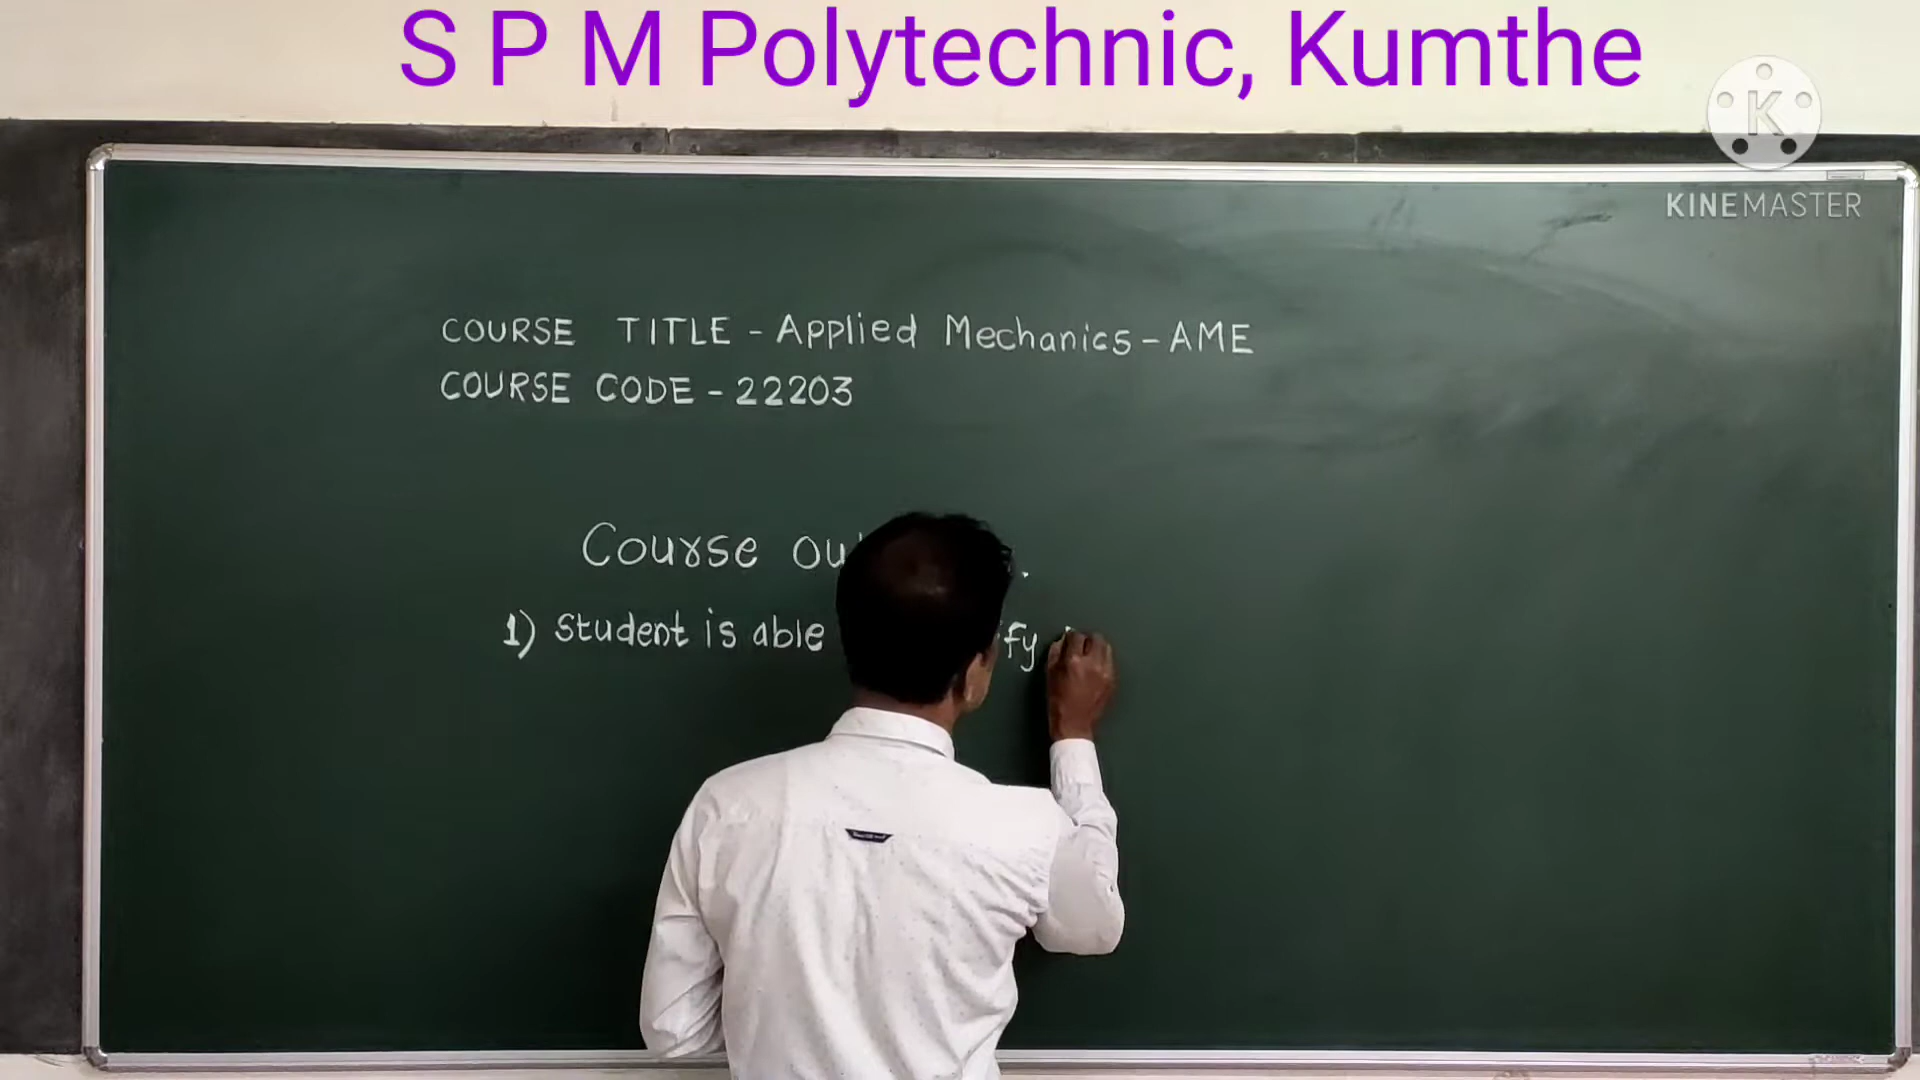 S P M Polytechnic, Kumthe
K
KINEMASTER
COURSE TITLE - Applied Mechanics - AME
COURSE CODE - 22203
Course
1) Student is able